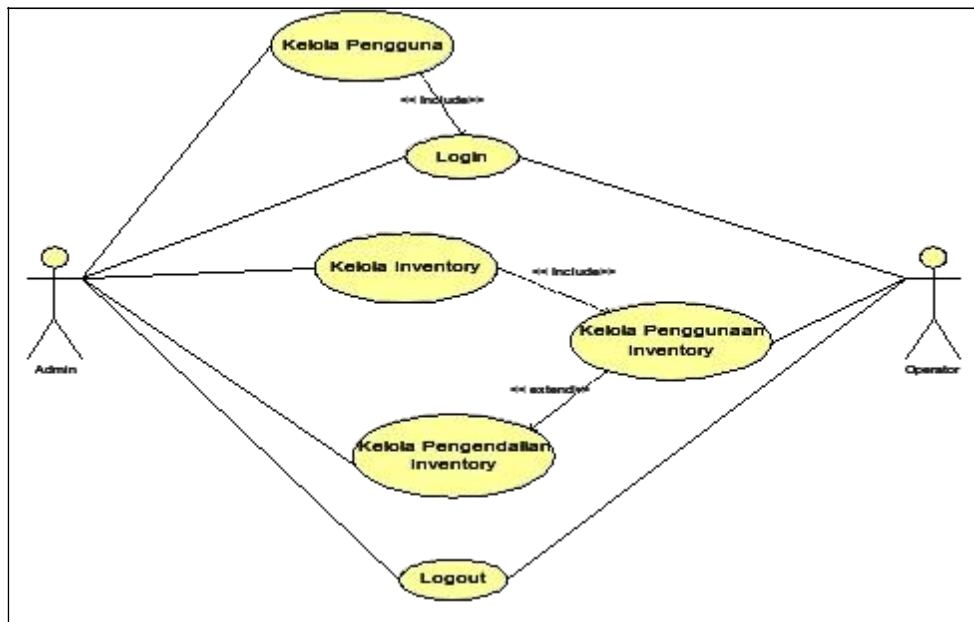 Kelola Pengguna
<< include>>
Login
Kelola Inventory
<< include>>
Kelola Penggunaan
Inventory
Admin
Operator
<< extend>>
Kelola Pengendalian
Inventory
Logout